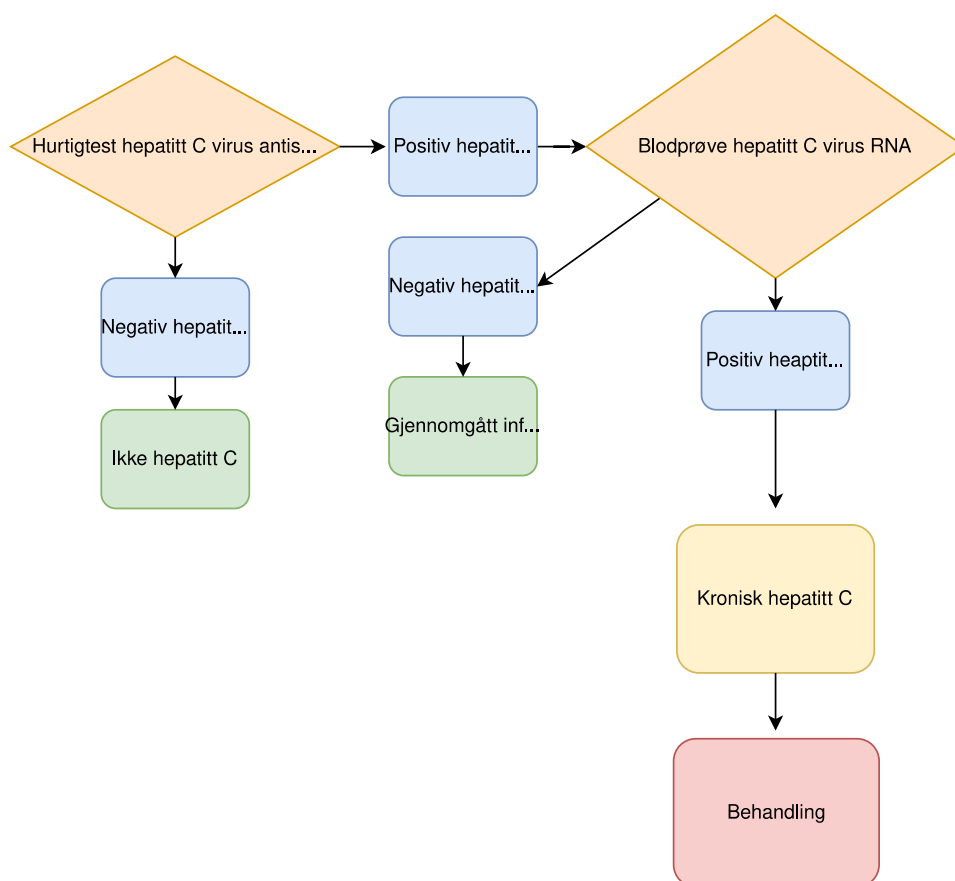 Hurtigtest hepatitt C virus antis...
Positiv hepatit...
Blodprøve hepatitt C virus RNA
Negativ hepatit...
Negativ hepatit...
Positiv heaptit...
Ikke hepatitt C
Gjennomgått inf...
Kronisk hepatitt C
Behandling